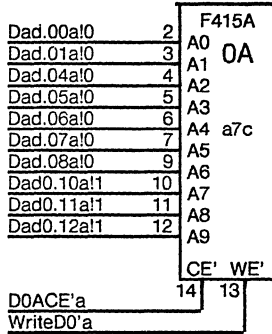 F415A
0A
Dad.00a!0 2 A0
Dad.01a!0 3 A1
Dad.04a!0 4 A2
Dad.05a!0 5 A3
Dad.06a!0 6 A4 a7c
Dad.07a!0 7 A5
Dad.08a!0 9 A6
Dad0.10a!1 10 A7
Dad0.11a!1 11 A8
Dad0.12a!1 12 A9
CE' WE'
14 13
D0ACE'a
WriteD0'a